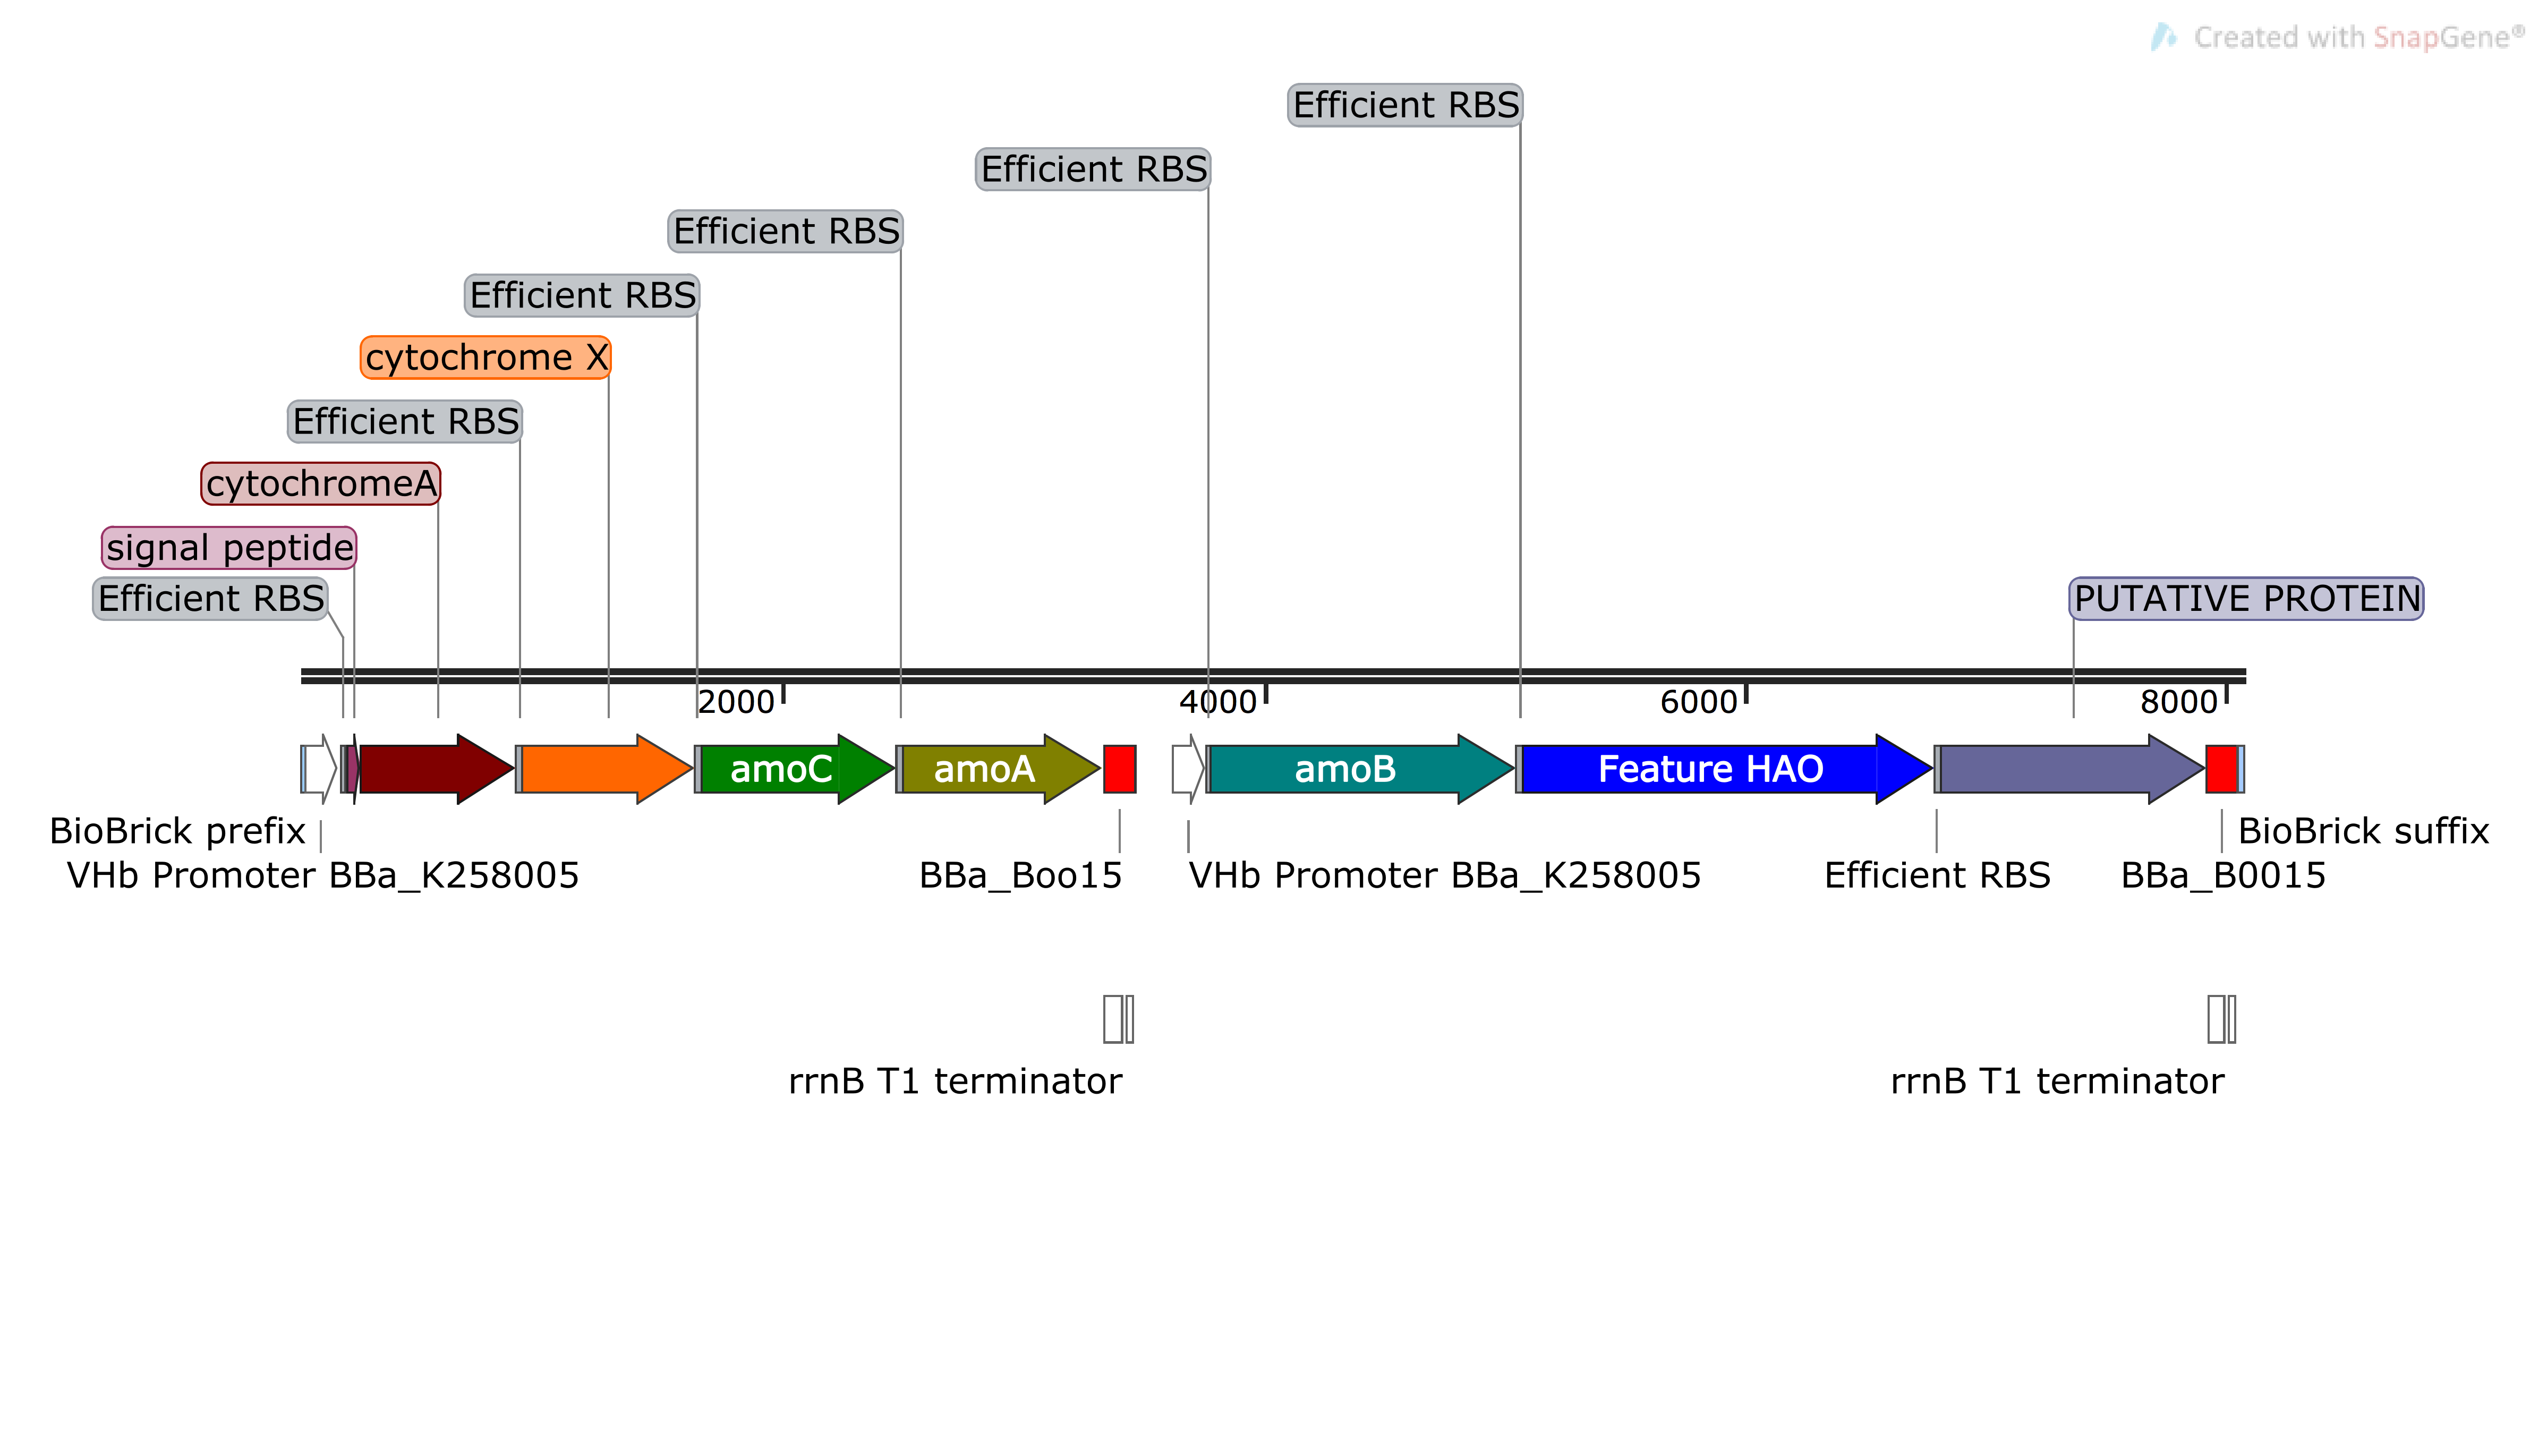 Created with SnapGene®
Efficient RBS
Efficient RBS
Efficient RBS
Efficient RBS
cytochrome X
Efficient RBS
cytochromeA
signal peptide
Efficient RBS
PUTATIVE PROTEIN
2000
4000
6000
8000
amoC
amoA
amoB
Feature HAO
BioBrick prefix
BioBrick suffix
VHb Promoter BBa_K258005
BBa_Boo15
VHb Promoter BBa_K258005
Efficient RBS
BBa_B0015
rrnB T1 terminator
rrnB T1 terminator